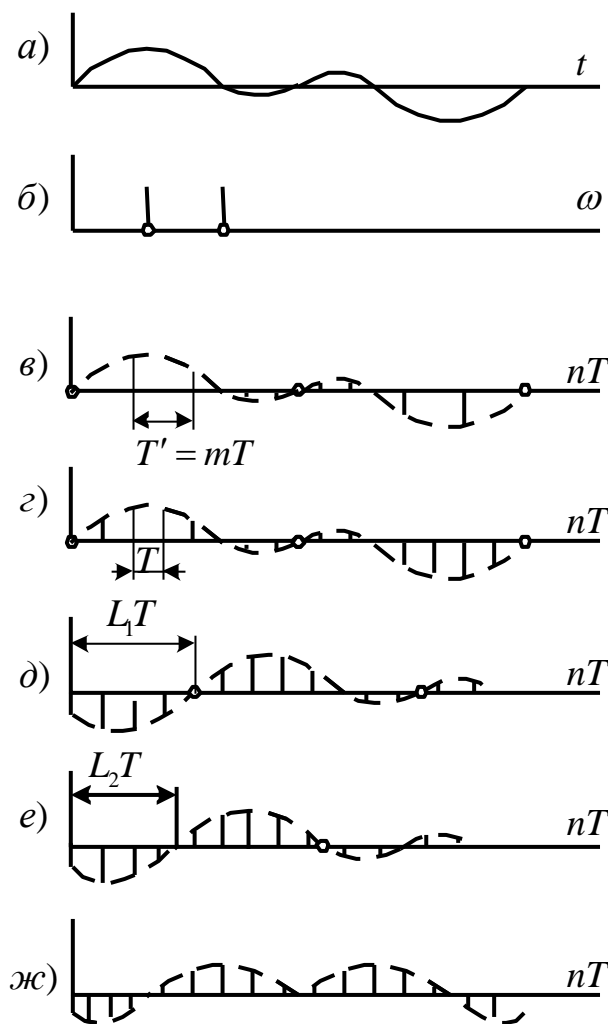 а) t
б) ω
в) nT
T′ = mT
г) nT
T
L₁T
д) nT
L₂T
е) nT
ж) nT